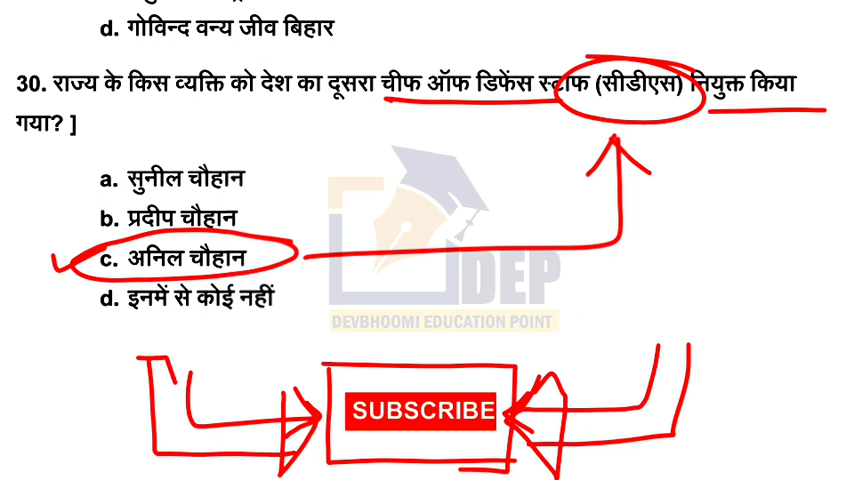 d. गोविन्द वन्य जीव बिहार
30. राज्य के किस व्यक्ति को देश का दूसरा चीफ ऑफ डिफेंस स्टाफ (सीडीएस) नियुक्त किया
गया? ]
a. सुनील चौहान
b. प्रदीप चौहान
c. अनिल चौहान
d. इनमें से कोई नहीं
DEP
DEVBHOOMI EDUCATION POINT
SUBSCRIBE